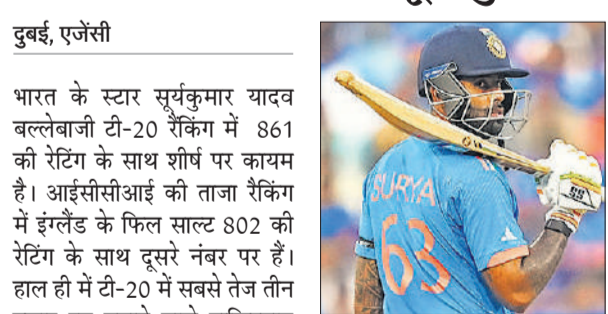 दुबई, एजेंसी
भारत के स्टार सूर्यकुमार यादव
बल्लेबाजी टी-20 रैंकिंग में 861
की रेटिंग के साथ शीर्ष पर कायम
है। आईसीसीआई की ताजा रैकिंग
में इंग्लैंड के फिल साल्ट 802 की
रेटिंग के साथ दूसरे नंबर पर हैं।
हाल ही में टी-20 में सबसे तेज तीन
SURYA
63
SS